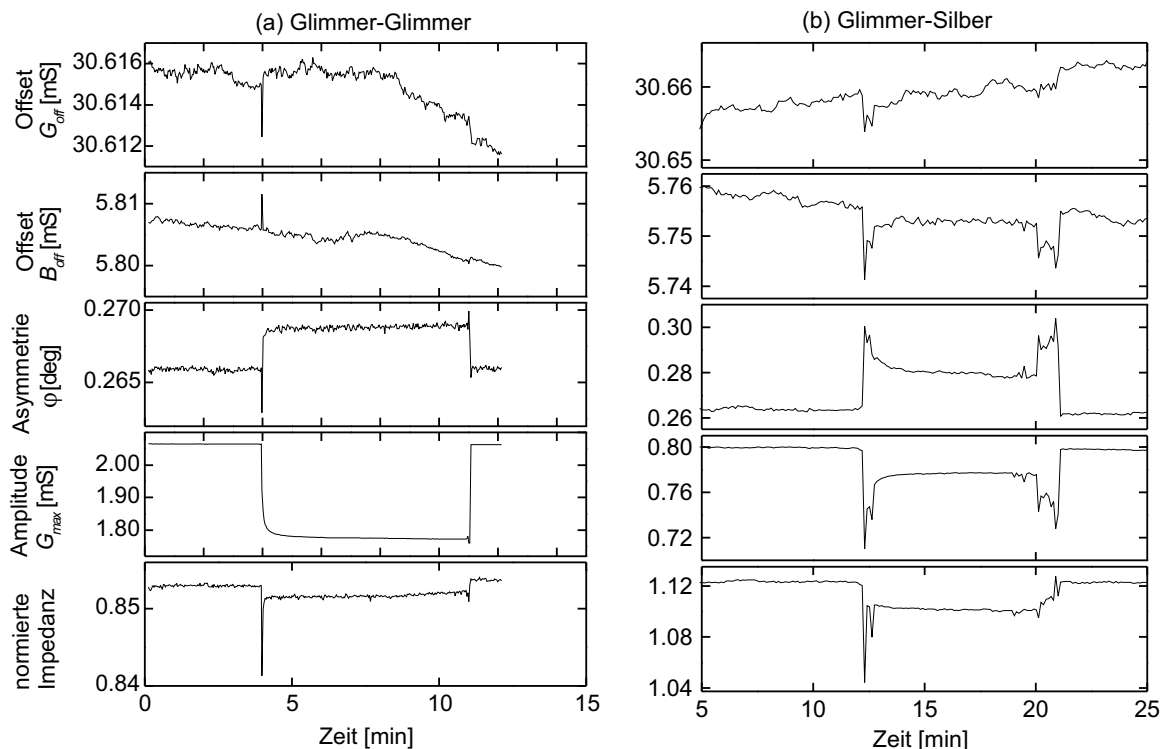 (a) Glimmer-Glimmer
Offset
G_off [mS]
30.616
30.614
30.612
Offset
B_off [mS]
5.81
5.80
Asymmetrie
φ[deg]
0.270
0.265
Amplitude
G_max [mS]
2.00
1.90
1.80
normierte
Impedanz
0.85
0.84
0
5
10
15
Zeit [min]
(b) Glimmer-Silber
30.66
30.65
5.76
5.75
5.74
0.30
0.28
0.26
0.80
0.76
0.72
1.12
1.08
1.04
5
10
15
20
25
Zeit [min]